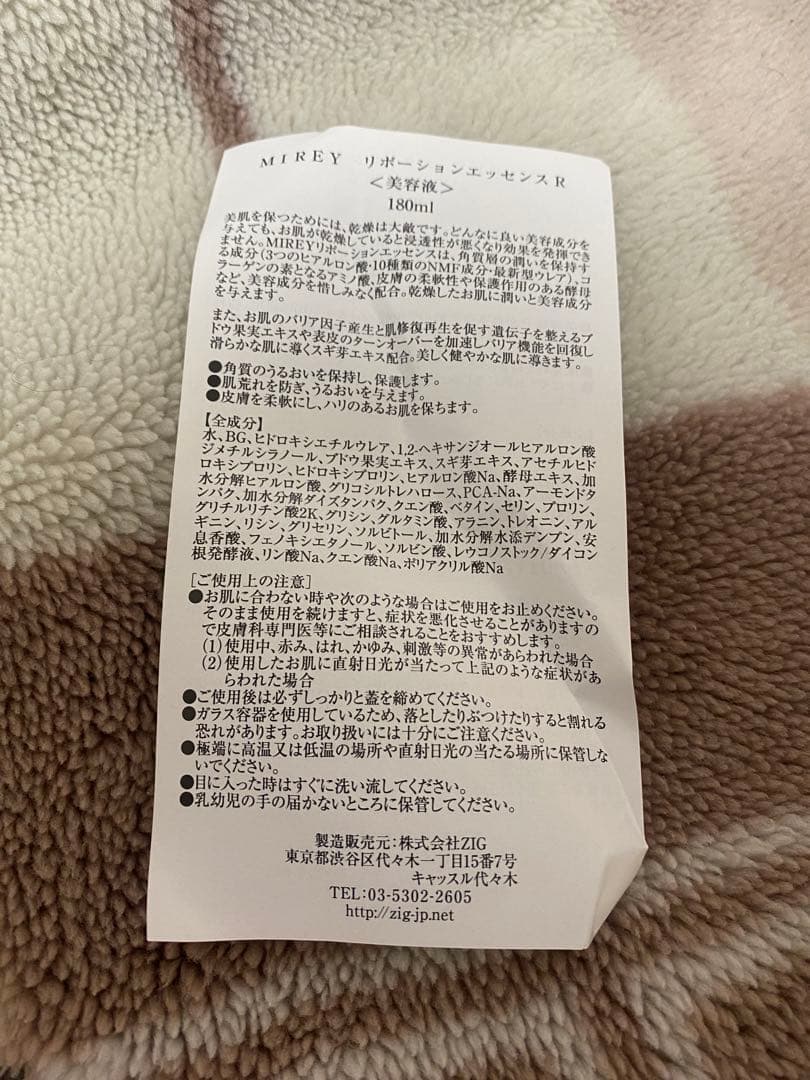 MIREY リポーションエッセンスR
＜美容液＞
180ml
美肌を保つためには、乾燥は大敵です。どんなに良い美容成分を
与えても、お肌が乾燥していると浸透性が悪くなり効果を発揮でき
ません。MIREYリポーションエッセンスは、角質層の潤いを保持す
る成分(3つのヒアルロン酸・10種類のNMF成分・最新型ウレア)、コ
ラーゲンの素となるアミノ酸、皮膚の柔軟性や保護作用のある酵母
など、美容成分を惜しみなく配合。乾燥したお肌に潤いと美容成分
を与えます。
また、お肌のバリア因子産生と肌修復再生を促す遺伝子を整えるブ
ドウ果実エキスや表皮のターンオーバーを加速しバリア機能を回復し
滑らかな肌に導くスギ芽エキス配合。美しく健やかな肌に導きます。
●角質のうるおいを保持し、保護します。
●肌荒れを防ぎ、うるおいを与えます。
●皮膚を柔軟にし、ハリのあるお肌を保ちます。
【全成分】
水、BG、ヒドロキシエチルウレア、1,2-ヘキサンジオールヒアルロン酸
ジメチルシラノール、ブドウ果実エキス、スギ芽エキス、アセチルヒド
ロキシプロリン、ヒドロキシプロリン、ヒアルロン酸Na、酵母エキス、加
水分解ヒアルロン酸、グリコシルトレハロース、PCA-Na、アーモンドタ
ンパク、加水分解ダイズタンパク、クエン酸、ベタイン、セリン、プロリン、
グリチルリチン酸2K、グリシン、グルタミン酸、アラニン、トレオニン、アル
ギニン、リシン、グリセリン、ソルビトール、加水分解水添デンプン、安
息香酸、フェノキシエタノール、ソルビン酸、レウコノストック/ダイコン
根発酵液、リン酸Na、クエン酸Na、ポリアクリル酸Na
［ご使用上の注意］
●お肌に合わない時や次のような場合はご使用をお止めください。
そのまま使用を続けますと、症状を悪化させることがありますの
で皮膚科専門医等にご相談されることをおすすめします。
(1)使用中、赤み、はれ、かゆみ、刺激等の異常があらわれた場合
(2)使用したお肌に直射日光が当たって上記のような症状があ
らわれた場合
●ご使用後は必ずしっかりと蓋を締めてください。
●ガラス容器を使用しているため、落としたりぶつけたりすると割れる
恐れがあります。お取り扱いには十分にご注意ください。
●極端に高温又は低温の場所や直射日光の当たる場所に保管しな
いでください。
●目に入った時はすぐに洗い流してください。
●乳幼児の手の届かないところに保管してください。
製造販売元:株式会社ZIG
東京都渋谷区代々木一丁目15番7号
キャッスル代々木
TEL:03-5302-2605
http://zig-jp.net